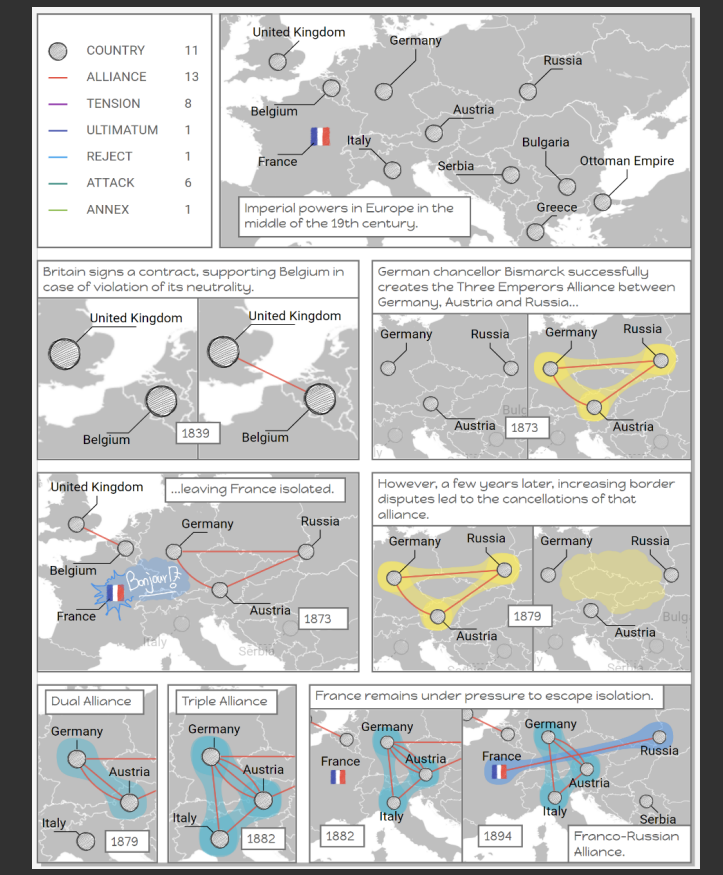 COUNTRY 11
ALLIANCE 13
TENSION 8
ULTIMATUM 1
REJECT 1
ATTACK 6
ANNEX 1
United Kingdom
Germany
Russia
Belgium
Austria
France
Italy
Serbia
Bulgaria
Ottoman Empire
Greece
Imperial powers in Europe in the
middle of the 19th century.
Britain signs a contract, supporting Belgium in
case of violation of its neutrality.
United Kingdom
Belgium
1839
United Kingdom
Belgium
German chancellor Bismarck successfully
creates the Three Emperors Alliance between
Germany, Austria and Russia...
Germany
Russia
Austria
Bulg
1873
Germany
Russia
Austria
...leaving France isolated.
United Kingdom
Germany
Russia
Belgium
Bonjour!?
France
Austria
Italy
Serbia
1873
However, a few years later, increasing border
disputes led to the cancellations of that
alliance.
Germany
Russia
Austria
1879
Germany
Russia
Austria
Bulg
Dual Alliance
Germany
Austria
Italy
1879
Triple Alliance
Germany
Austria
Italy
1882
France remains under pressure to escape isolation.
Germany
France
Austria
Italy
1882
Germany
France
Russia
Austria
Italy
Serbia
1894
Franco-Russian
Alliance.